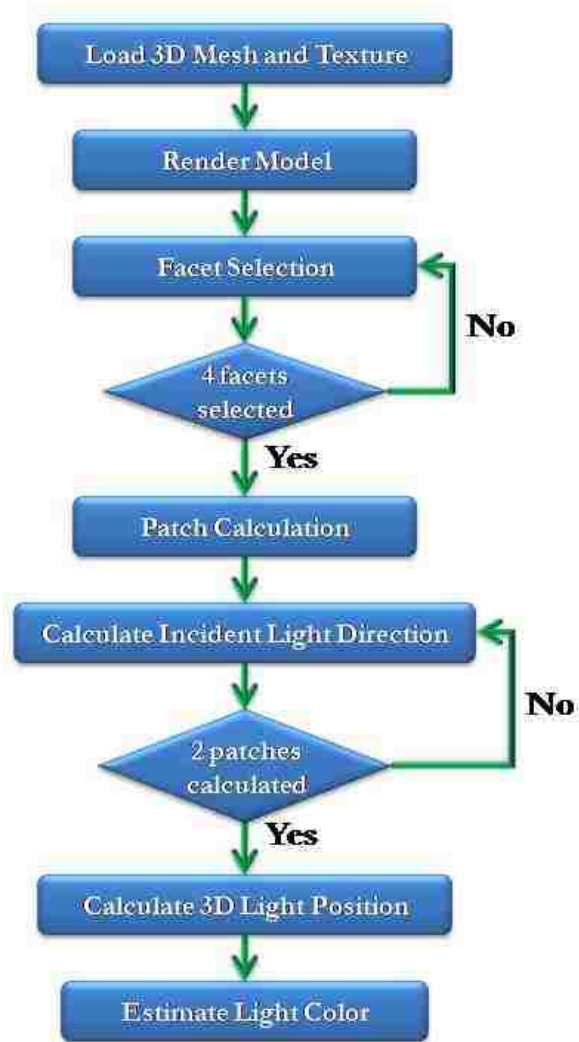 Load 3D Mesh and Texture
Render Model
Facet Selection
No
4 facets
selected
Yes
Patch Calculation
Calculate Incident Light Direction
No
2 patches
calculated
Yes
Calculate 3D Light Position
Estimate Light Color